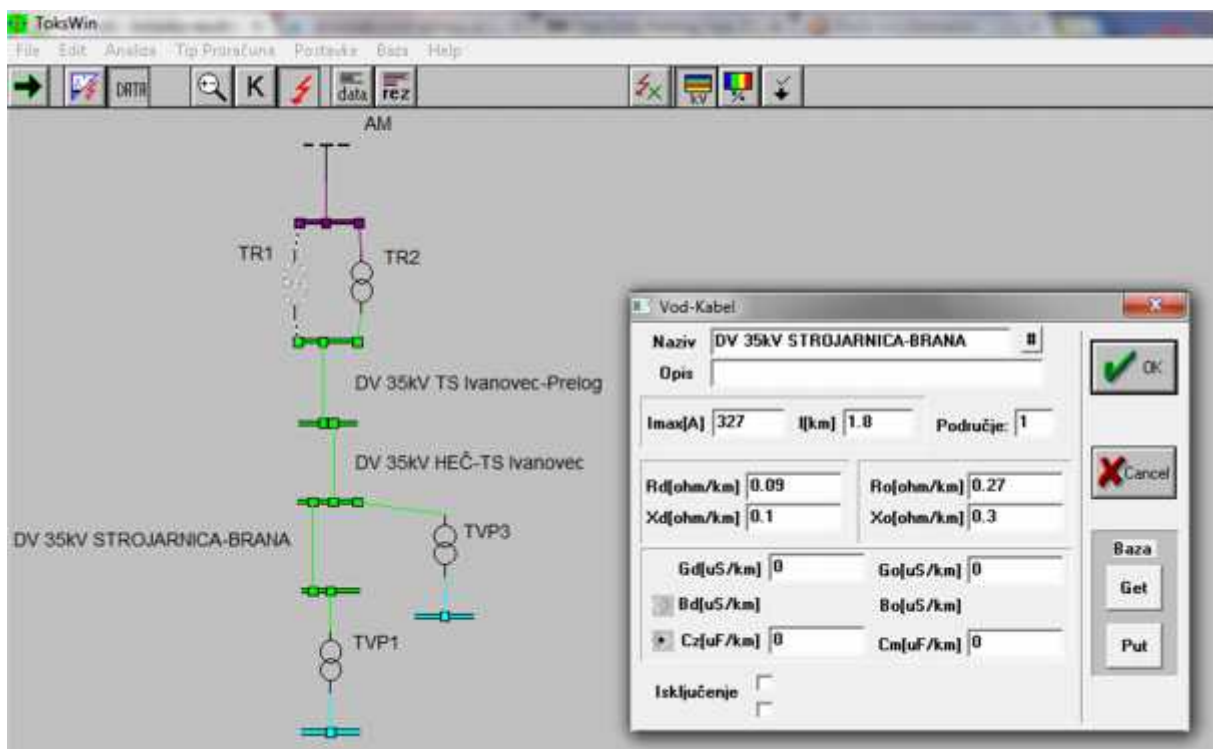 ToksWin
File Edit Analiza Tip Proračuna Postavke Baza Help
DATA K data rez kV %
AM
TR1 TR2
DV 35kV TS Ivanovec-Prelog
DV 35kV HEČ-TS Ivanovec
DV 35kV STROJARNICA-BRANA
TVP3
TVP1
Vod-Kabel
Naziv DV 35kV STROJARNICA-BRANA #
Opis
OK
Imax[A] 327 l[km] 1.8 Područje: 1
Cancel
Rd[ohm/km] 0.09 Ro[ohm/km] 0.27
Xd[ohm/km] 0.1 Xo[ohm/km] 0.3
Baza
Gd[uS/km] 0 Go[uS/km] 0
Get
Bd[uS/km] Bo[uS/km]
Cz[uF/km] 0 Cm[uF/km] 0
Put
Isključenje